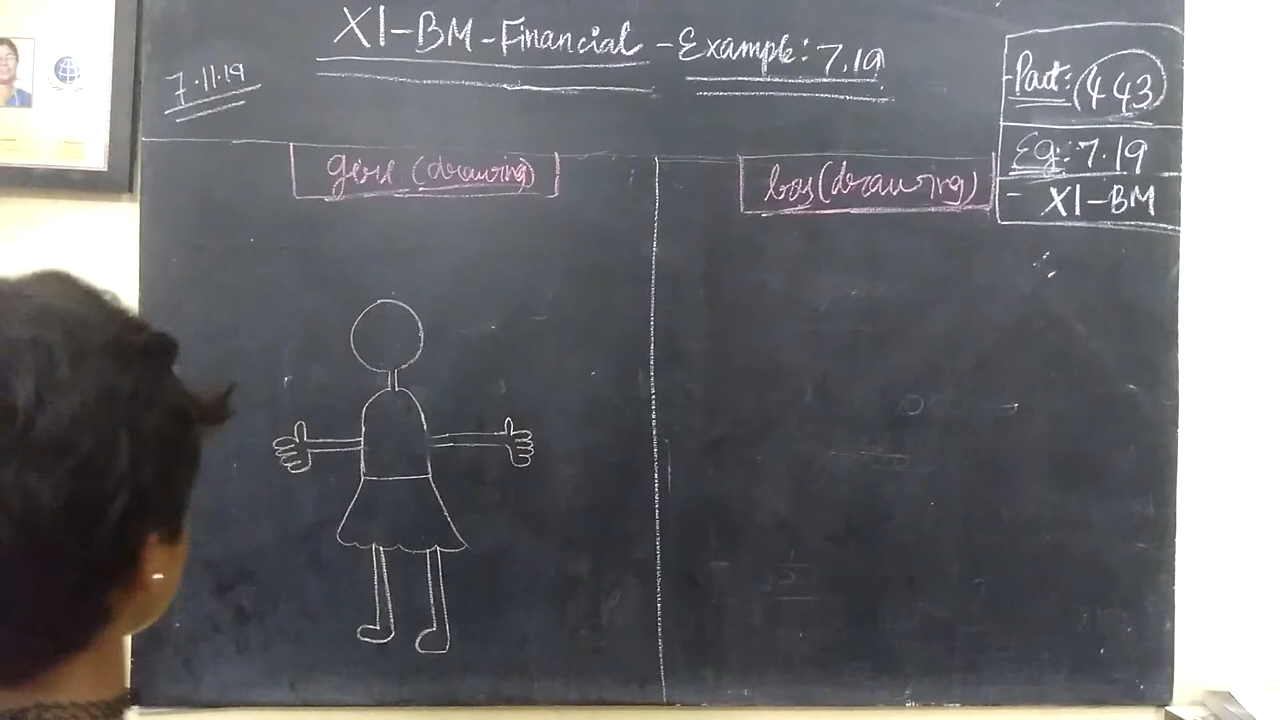 XI-BM-Financial - Example: 7.19
7.11.19
Part: 443
Eg: 7.19
- XI-BM
girl (drawing)
boy (drawing)